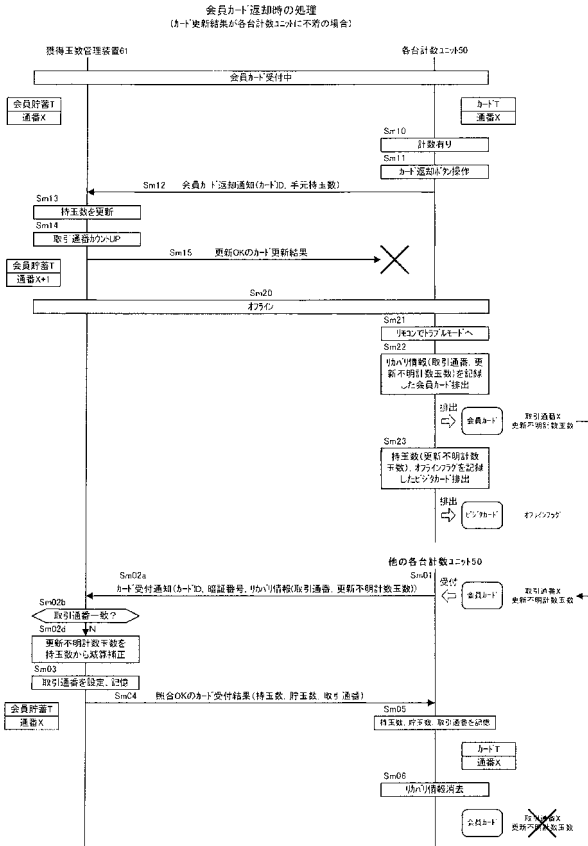 会員カード返却時の処理
(カード更新結果が各台計数ユニットに不着の場合)
獲得玉数管理装置61
各台計数ユニット50
会員カード受付中
会員貯蓄T
通番X
カードT
通番X
Sm10
計数有り
Sm11
カード返却ボタン操作
Sm12 会員カード返却通知(カードID、手元持玉数)
Sm13
持玉数を更新
Sm14
取引通番カウントUP
Sm15 更新OKのカード更新結果
会員貯蓄T
通番X+1
Sm20
オフライン
Sm21
リモコンでトラブルモードへ
Sm22
リカバリ情報(取引通番、更
新不明計数玉数)を記録
した会員カード排出
排出
会員カード
取引通番X
更新不明計数玉数
Sm23
持玉数(更新不明計数
玉数)、オフラインフラグを記録
したビジタカード排出
排出
ビジタカード
オフラインフラグ
他の各台計数ユニット50
Sm01
受付
会員カード
取引通番X
更新不明計数玉数
Sm02a
カード受付通知(カードID、暗証番号、リカバリ情報(取引通番、更新不明計数玉数))
Sm02b
取引通番一致?
Sm02d N
更新不明計数玉数を
持玉数から減算補正
Sm03
取引通番を設定、記憶
Sm04 照合OKのカード受付結果(持玉数、貯玉数、取引通番)
会員貯蓄T
通番X
Sm05
持玉数、貯玉数、取引通番を記憶
カードT
通番X
Sm06
リカバリ情報消去
会員カード
取引通番X
更新不明計数玉数